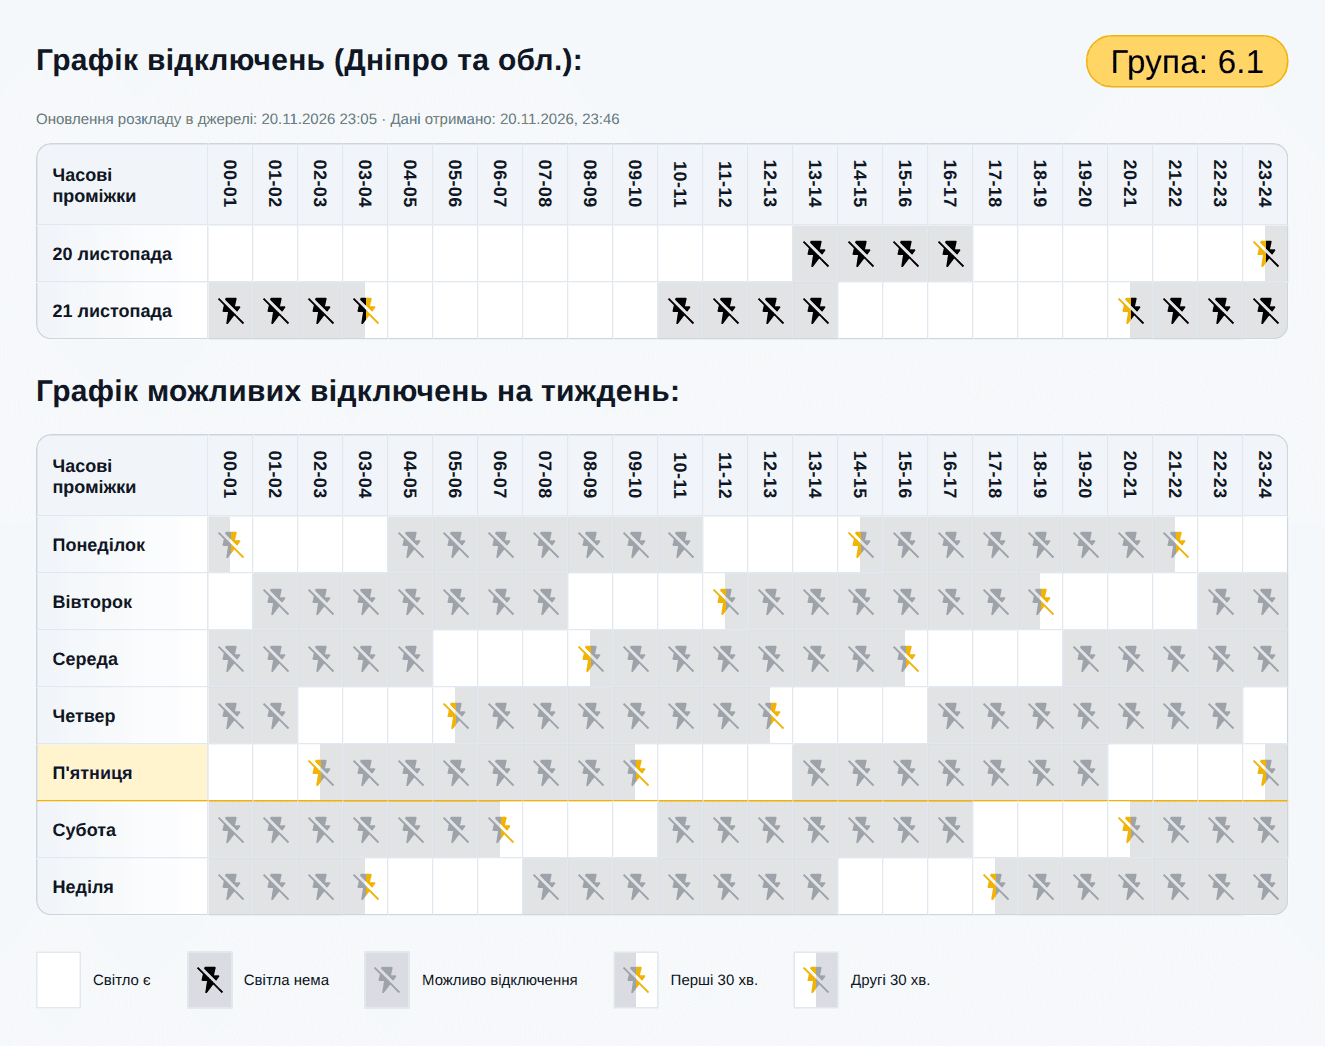 Графік відключень (Дніпро та обл.):
Група: 6.1
Оновлення розкладу в джерелі: 20.11.2026 23:05 · Дані отримано: 20.11.2026, 23:46
Часові проміжки 00-01 01-02 02-03 03-04 04-05 05-06 06-07 07-08 08-09 09-10 10-11 11-12 12-13 13-14 14-15 15-16 16-17 17-18 18-19 19-20 20-21 21-22 22-23 23-24
20 листопада
21 листопада
Графік можливих відключень на тиждень:
Часові проміжки 00-01 01-02 02-03 03-04 04-05 05-06 06-07 07-08 08-09 09-10 10-11 11-12 12-13 13-14 14-15 15-16 16-17 17-18 18-19 19-20 20-21 21-22 22-23 23-24
Понеділок
Вівторок
Середа
Четвер
П'ятниця
Субота
Неділя
Світло є
Світла нема
Можливо відключення
Перші 30 хв.
Другі 30 хв.